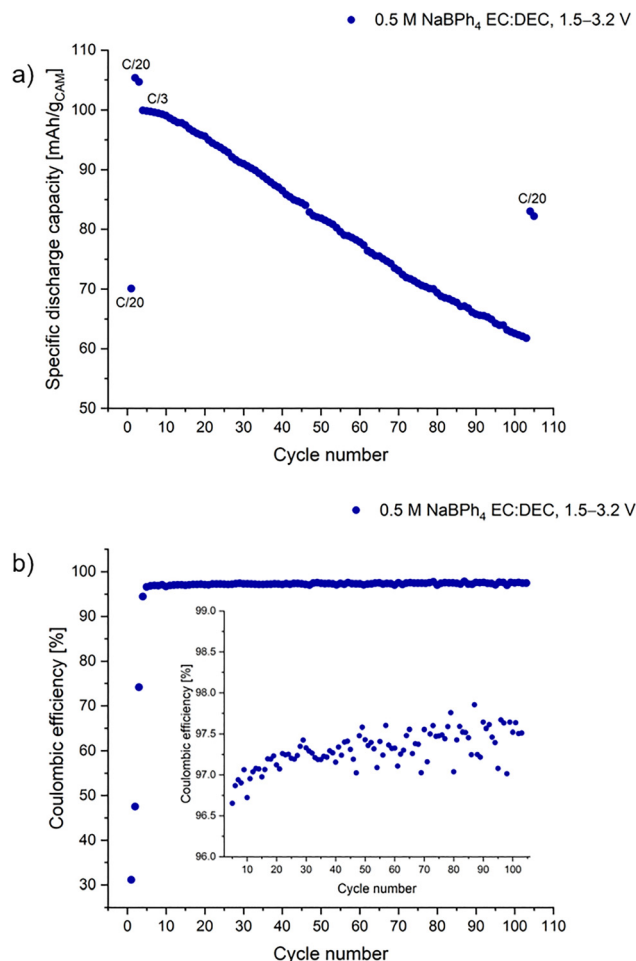 0.5 M NaBPh₄ EC:DEC, 1.5–3.2 V
a)
Specific discharge capacity [mAh/gCAM]
110
100
90
80
70
60
50
C/20
C/3
C/20
C/20
0 10 20 30 40 50 60 70 80 90 100 110
Cycle number
0.5 M NaBPh₄ EC:DEC, 1.5–3.2 V
b)
Coulombic efficiency [%]
100
90
80
70
60
50
40
30
Coulombic efficiency [%]
99.0
98.5
98.0
97.5
97.0
96.5
96.0
10 20 30 40 50 60 70 80 90 100
Cycle number
0 10 20 30 40 50 60 70 80 90 100 110
Cycle number